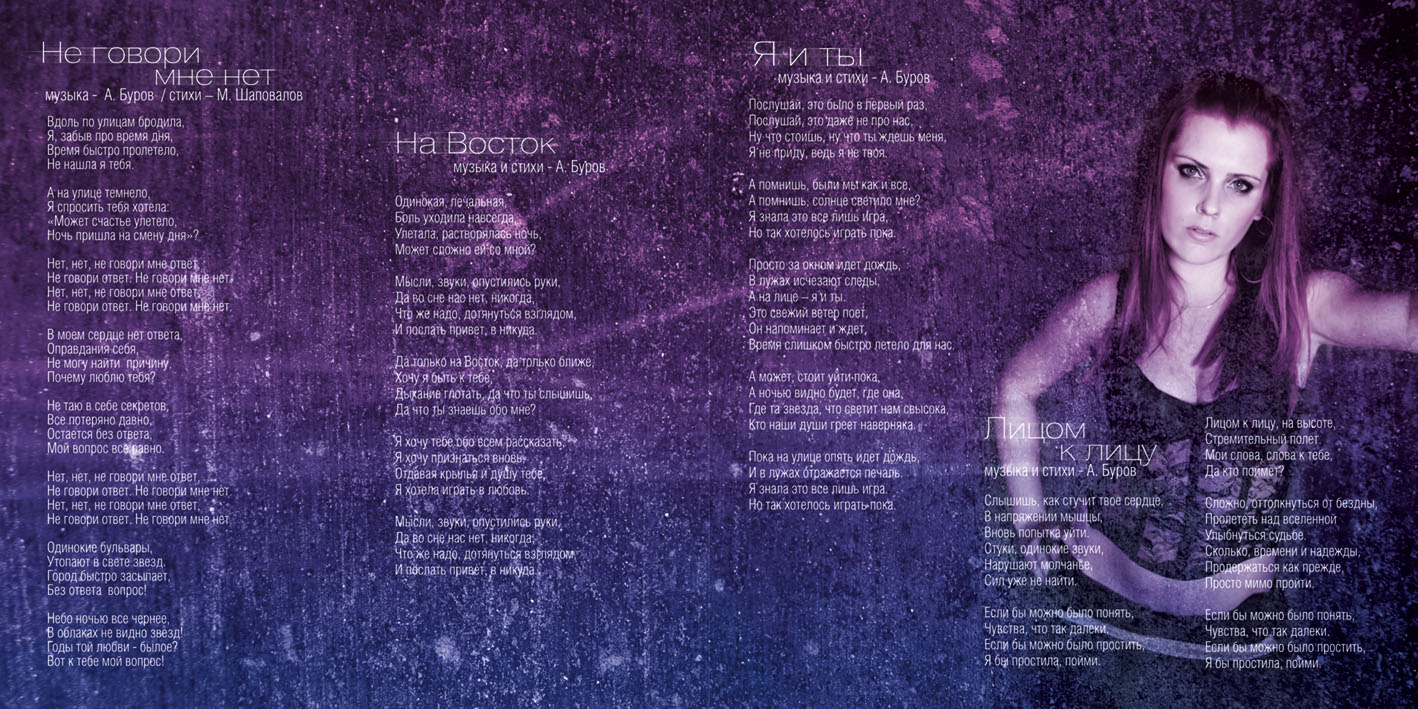 Не говори
мне нет
музыка - А. Буров / стихи – М. Шаповалов
Вдоль по улицам бродила,
Я, забыв про время дня,
Время быстро пролетело,
Не нашла я тебя.
А на улице темнело,
Я спросить тебя хотела:
«Может счастье улетело,
Ночь пришла на смену дня»?
Нет, нет, не говори мне ответ,
Не говори ответ. Не говори мне нет.
Нет, нет, не говори мне ответ,
Не говори ответ. Не говори мне нет.
В моем сердце нет ответа,
Оправдания себя,
Не могу найти причину.
Почему люблю тебя?
Не таю в себе секретов,
Все потеряно давно,
Остается без ответа,
Мой вопрос все равно.
Нет, нет, не говори мне ответ,
Не говори ответ. Не говори мне нет.
Нет, нет, не говори мне ответ,
Не говори ответ. Не говори мне нет.
Одинокие бульвары,
Утопают в свете звезд.
Город быстро засыпает,
Без ответа вопрос!
Небо ночью все чернее,
В облаках не видно звезд!
Годы той любви - былое?
Вот к тебе мой вопрос!
На Восток
музыка и стихи - А. Буров
Одинокая, печальная,
Боль уходила навсегда,
Улетала, растворялась ночь,
Может сложно ей со мной?
Мысли, звуки, опустились руки,
Да во сне нас нет, никогда,
Что же надо, дотянуться взглядом,
И послать привет, в никуда.
Да только на Восток, да только ближе,
Хочу я быть к тебе,
Дыхание глотать, да что ты слышишь,
Да что ты знаешь обо мне?
Я хочу тебе обо всем рассказать,
Я хочу признаться вновь,
Отдавая крылья и душу тебе,
Я хотела играть в любовь.
Мысли, звуки, опустились руки,
Да во сне нас нет, никогда,
Что же надо, дотянуться взглядом,
И послать привет, в никуда.
Я и ты
музыка и стихи - А. Буров
Послушай, это было в первый раз,
Послушай, это даже не про нас,
Ну что стоишь, ну что ты ждешь меня,
Я не приду, ведь я не твоя.
А помнишь, были мы как и все,
А помнишь, солнце светило мне?
Я знала это все лишь игра,
Но так хотелось играть пока.
Просто за окном идет дождь,
В лужах исчезают следы,
А на лице – я и ты.
Это свежий ветер поет,
Он напоминает и ждет,
Время слишком быстро летело для нас.
А может, стоит уйти пока,
А ночью видно будет, где она,
Где та звезда, что светит нам свысока,
Кто наши души греет наверняка.
Пока на улице опять идет дождь,
И в лужах отражается печаль.
Я знала это все лишь игра.
Но так хотелось играть пока.
Лицом
к лицу
музыка и стихи - А. Буров
Слышишь, как стучит твое сердце,
В напряжении мышцы,
Вновь попытка уйти.
Стуки, одинокие звуки,
Нарушают молчанье,
Сил уже не найти.
Если бы можно было понять,
Чувства, что так далеки.
Если бы можно было простить,
Я бы простила, пойми.
Лицом к лицу, на высоте,
Стремительный полет.
Мои слова, слова к тебе,
Да кто поймет?
Сложно, оттолкнуться от бездны,
Пролететь над вселенной
Улыбнуться судьбе.
Сколько, времени и надежды,
Продержаться как прежде,
Просто мимо пройти.
Если бы можно было понять,
Чувства, что так далеки.
Если бы можно было простить,
Я бы простила, пойми.